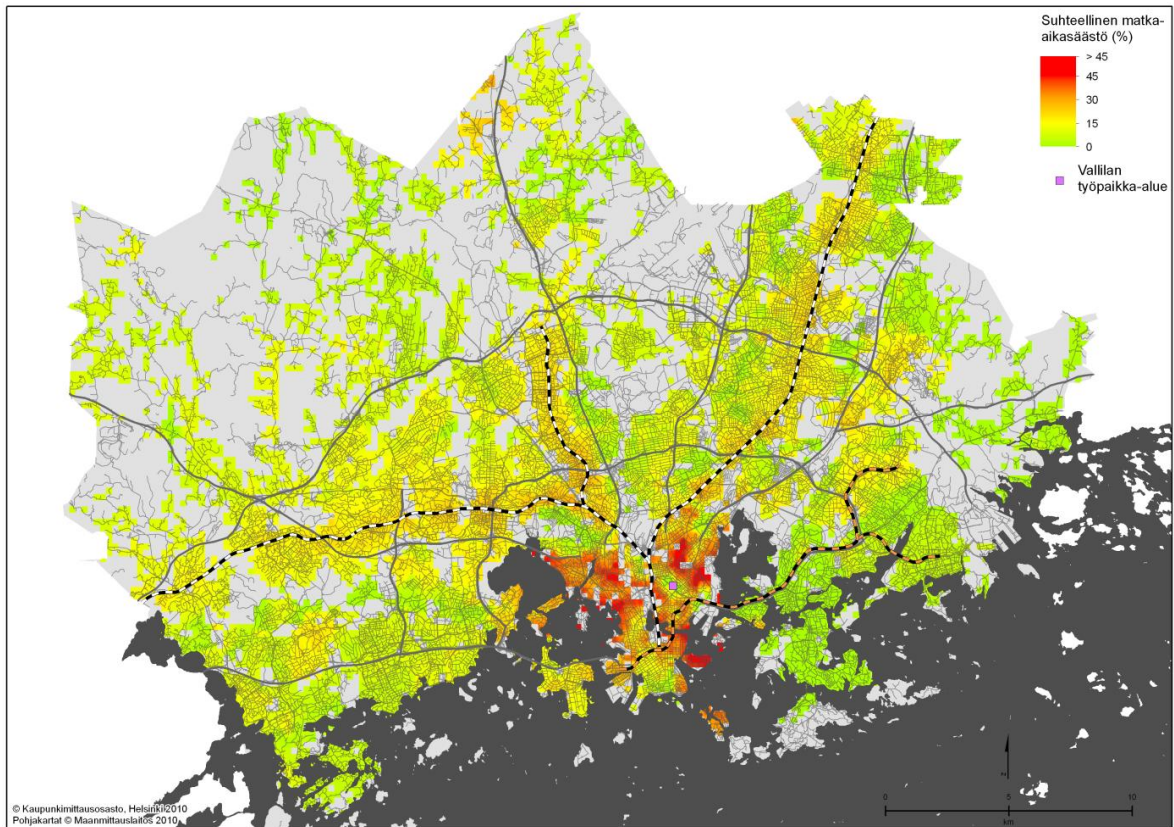 Suhteellinen matka-
aikasäästö (%)
> 45
45
30
15
0
Vallilan
työpaikka-alue
z
0
5
10
km
© Kaupunkimittausosasto, Helsinki 2010
Pohjakartat © Maanmittauslaitos 2010